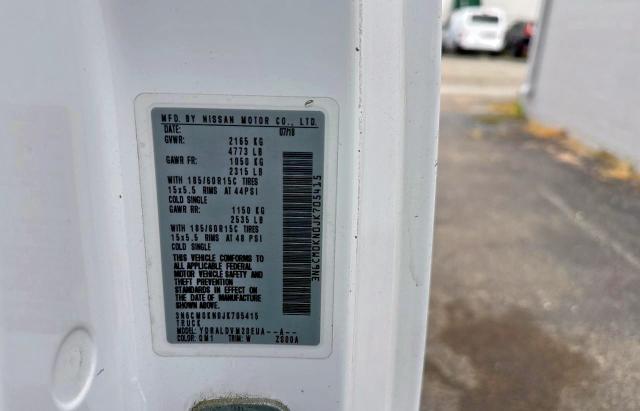 MFD. BY NISSAN MOTOR CO., LTD.
DATE: 07/18
GVWR: 2165 KG
4773 LB
GAWR FR: 1050 KG
2315 LB
WITH 185/60R15C TIRES
15x5.5 RIMS AT 44PSI
COLD SINGLE
GAWR RR: 1150 KG
2535 LB
WITH 185/60R15C TIRES
15x5.5 RIMS AT 48 PSI
COLD SINGLE
THIS VEHICLE CONFORMS TO
ALL APPLICABLE FEDERAL
MOTOR VEHICLE SAFETY AND
AND THEFT PREVENTION
STANDARDS IN EFFECT ON
THE DATE OF MANUFACTURE
SHOWN ABOVE.
3N6CM0KN0JK705415
TRUCK
MODEL:
COLOR: QM1 TRIM: W Z800A
3N6CM0KN0JK705415